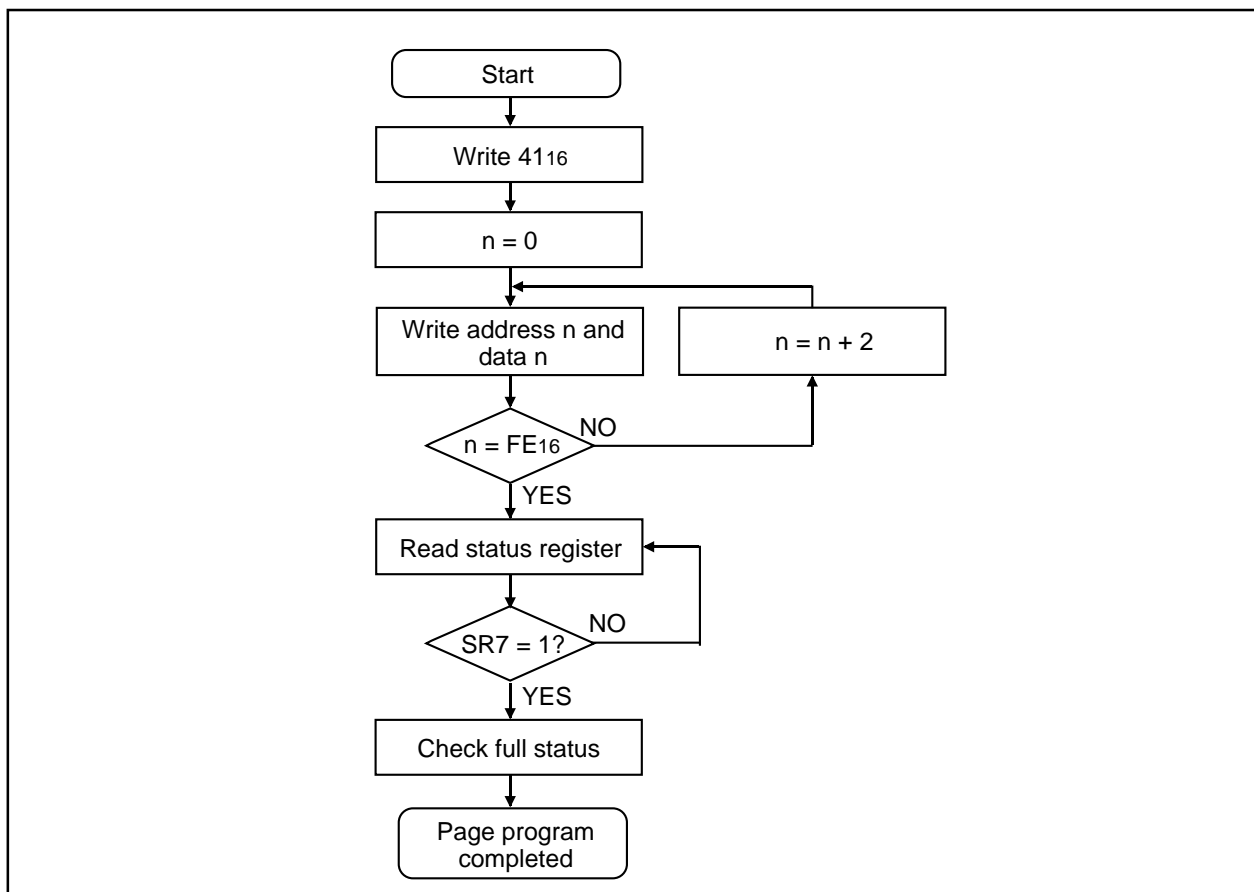 Start
Write 4116
n = 0
Write address n and
data n
n = n + 2
n = FE16
NO
YES
Read status register
SR7 = 1?
NO
YES
Check full status
Page program
completed